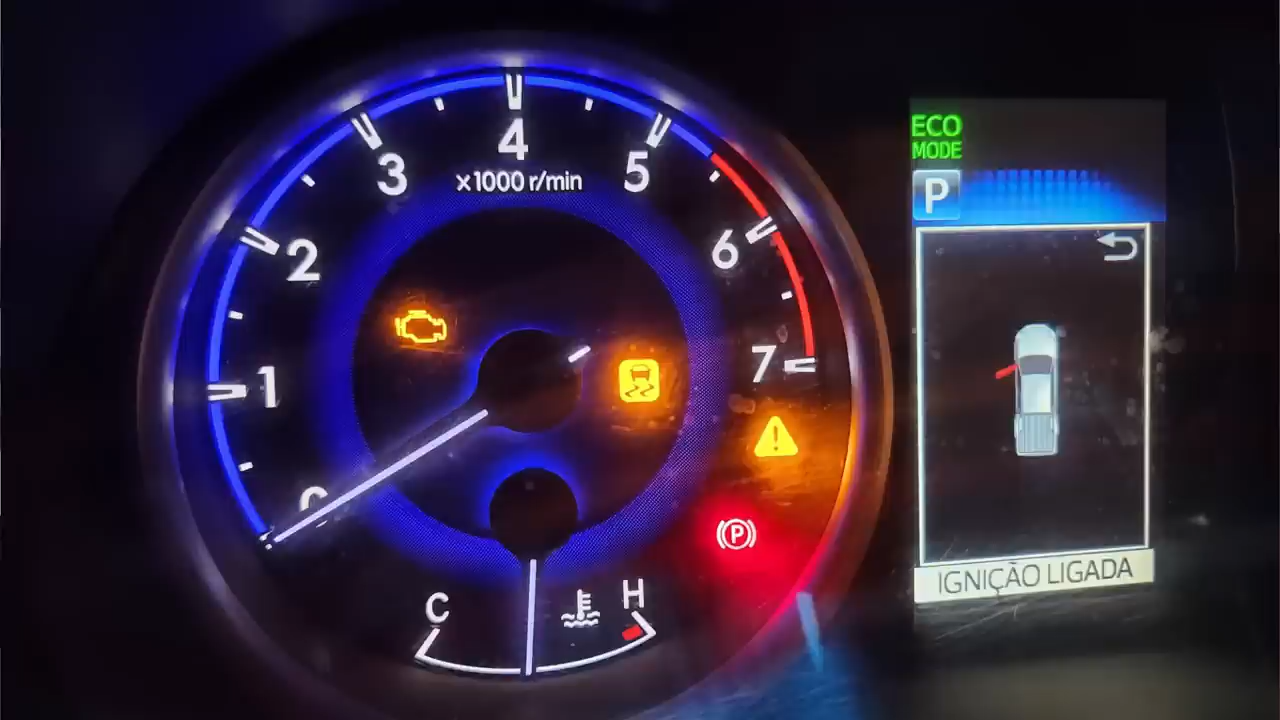 4
3
5
×1000 r/min
2
6
1
7
0
P
C
H
ECO
MODE
P
IGNIÇÃO LIGADA